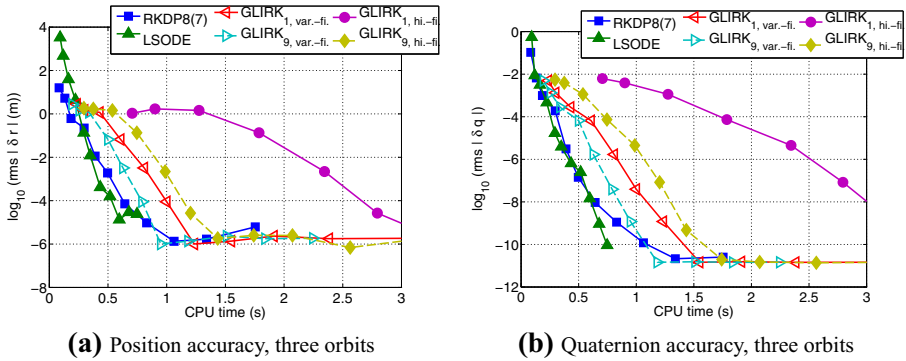 RKDP8(7)
LSODE
GLIRK1, var.-fi.
GLIRK9, var.-fi.
GLIRK1, hi.-fi.
GLIRK9, hi.-fi.
log10 (rms | δ r | (m))
6
4
2
0
−2
−4
−6
−8
0
0.5
1
1.5
2
2.5
3
CPU time (s)
(a) Position accuracy, three orbits
RKDP8(7)
LSODE
GLIRK1, var.-fi.
GLIRK9, var.-fi.
GLIRK1, hi.-fi.
GLIRK9, hi.-fi.
log10 (rms | δ q |)
0
−2
−4
−6
−8
−10
−12
0
0.5
1
1.5
2
2.5
3
CPU time (s)
(b) Quaternion accuracy, three orbits